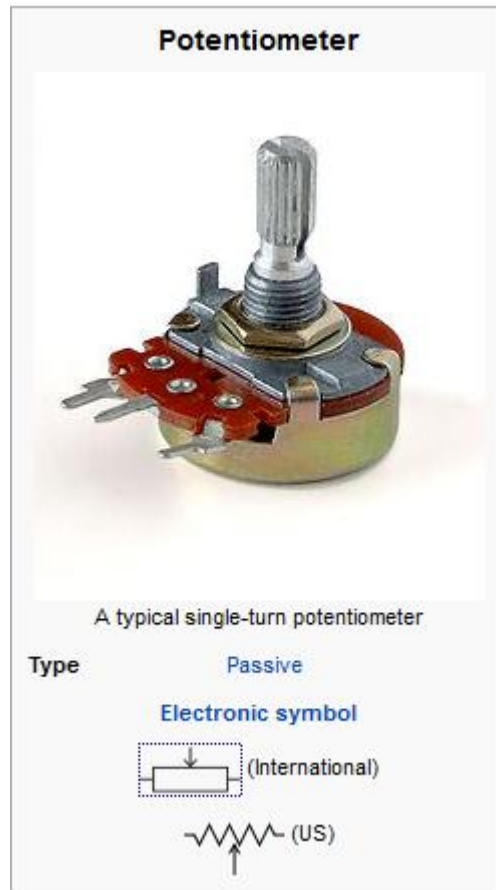 Potentiometer
A typical single-turn potentiometer
Type Passive
Electronic symbol
(International)
(US)